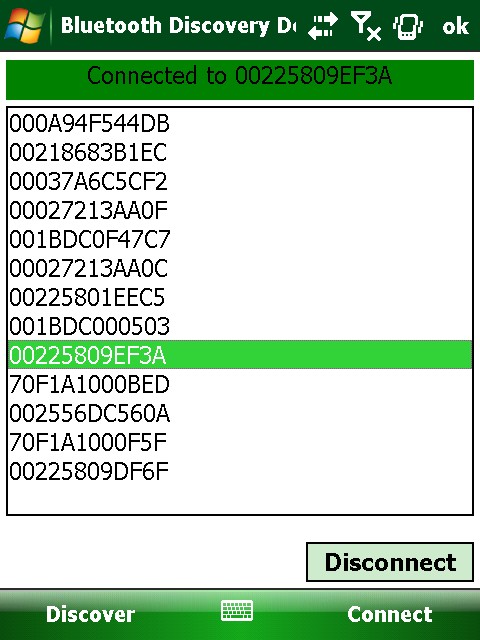 Bluetooth Discovery De
ok
Connected to 00225809EF3A
000A94F544DB
00218683B1EC
00037A6C5CF2
00027213AA0F
001BDC0F47C7
00027213AA0C
00225801EEC5
001BDC000503
00225809EF3A
70F1A1000BED
002556DC560A
70F1A1000F5F
00225809DF6F
Disconnect
Discover
Connect